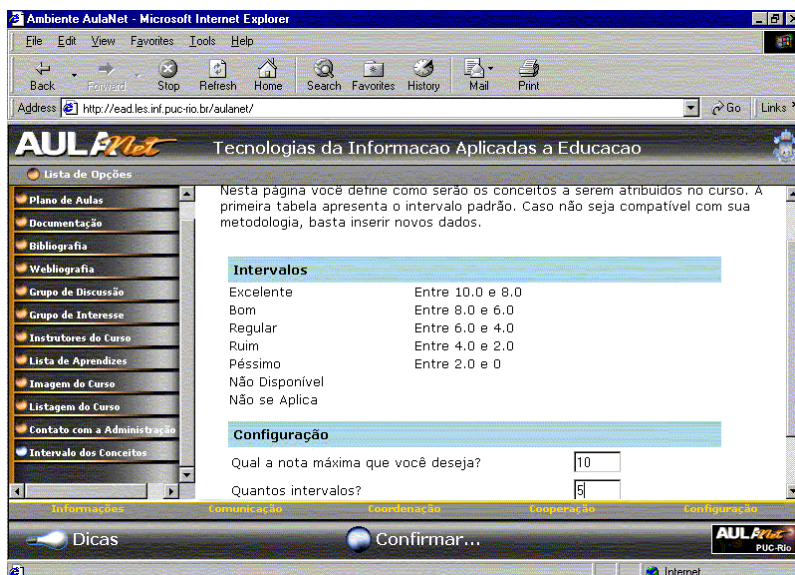 Ambiente AulaNet - Microsoft Internet Explorer
File Edit View Favorites Tools Help
Back Forward Stop Refresh Home Search Favorites History Mail Print
Address http://ead.les.inf.puc-rio.br/aulanet/ Go Links
AULANet Tecnologias da Informacao Aplicadas a Educacao
Lista de Opções
Plano de Aulas
Documentação
Bibliografia
Webliografia
Grupo de Discussão
Grupo de Interesse
Instrutores do Curso
Lista de Aprendizes
Imagem do Curso
Listagem do Curso
Contato com a Administração
Intervalo dos Conceitos
Nesta página você define como serão os conceitos a serem atribuidos no curso. A
primeira tabela apresenta o intervalo padrão. Caso não seja compatível com sua
metodologia, basta inserir novos dados.
Intervalos
Excelente Entre 10.0 e 8.0
Bom Entre 8.0 e 6.0
Regular Entre 6.0 e 4.0
Ruim Entre 4.0 e 2.0
Péssimo Entre 2.0 e 0
Não Disponível
Não se Aplica
Configuração
Qual a nota máxima que você deseja? 10
Quantos intervalos? 5
Informações Comunicação Coordenação Cooperação Configuração
Dicas Confirmar... AULANet
PUC-Rio
Internet